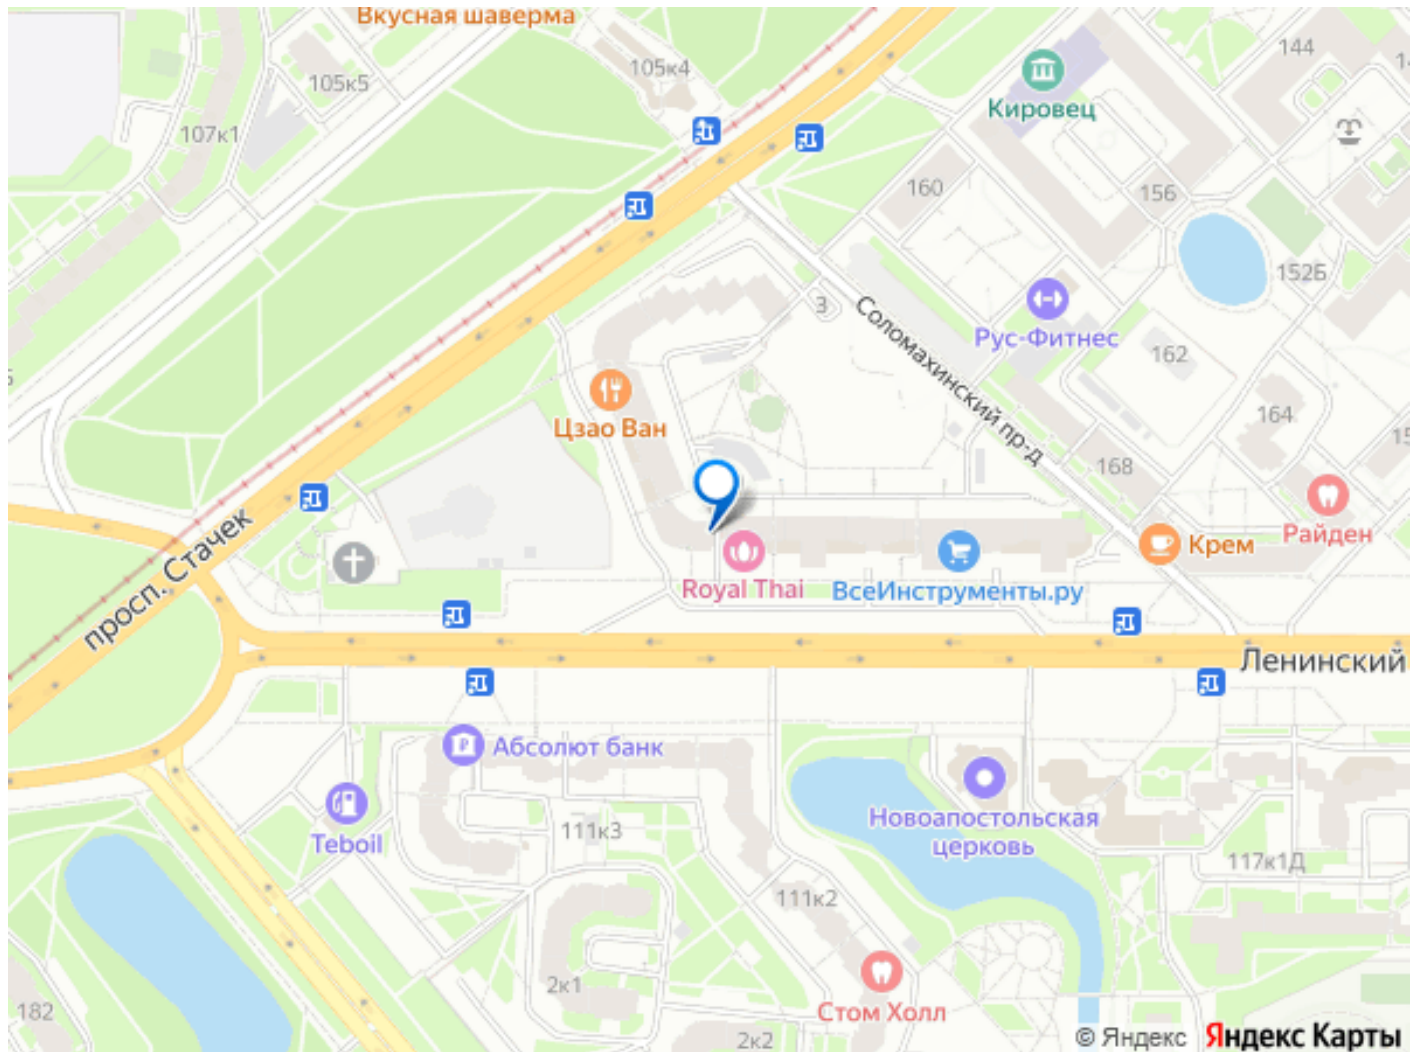 Вкусная шаверма
105к4
105к5
107к1
144
Кировец
160
156
152Б
3
Соломахинский пр-д
Рус-Фитнес
162
164
Цзао Ван
168
Райден
Крем
просп. Стачек
Royal Thai
ВсеИнструменты.ру
Ленинский
Абсолют банк
Teboil
111к3
Новоапостольская
церковь
117к1Д
111к2
2к1
Стом Холл
182
2к2
© Яндекс Яндекс Карты